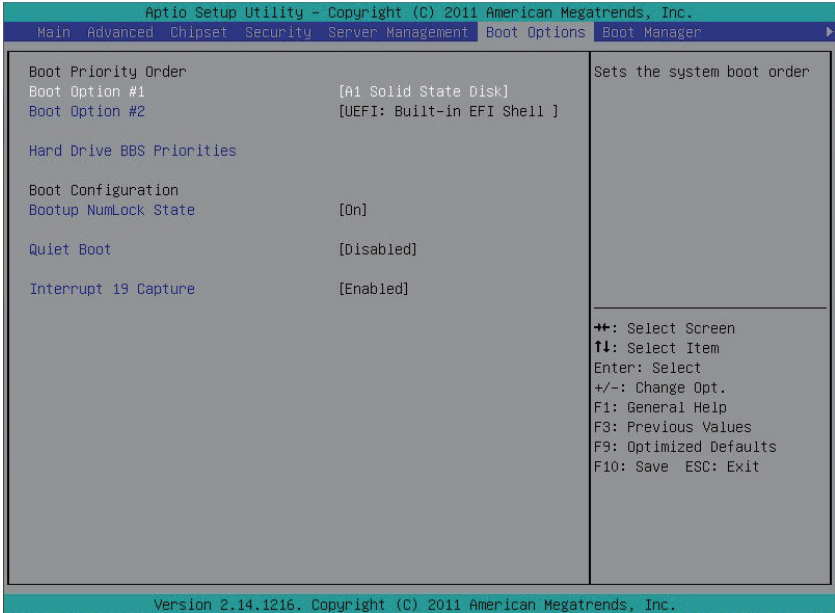 Aptio Setup Utility – Copyright (C) 2011 American Megatrends, Inc.
Main Advanced Chipset Security Server Management Boot Options Boot Manager
Boot Priority Order
Boot Option #1 [A1 Solid State Disk]
Boot Option #2 [UEFI: Built-in EFI Shell ]
Hard Drive BBS Priorities
Boot Configuration
Bootup NumLock State [On]
Quiet Boot [Disabled]
Interrupt 19 Capture [Enabled]
Sets the system boot order
→←: Select Screen
↑↓: Select Item
Enter: Select
+/-: Change Opt.
F1: General Help
F3: Previous Values
F9: Optimized Defaults
F10: Save ESC: Exit
Version 2.14.1216. Copyright (C) 2011 American Megatrends, Inc.